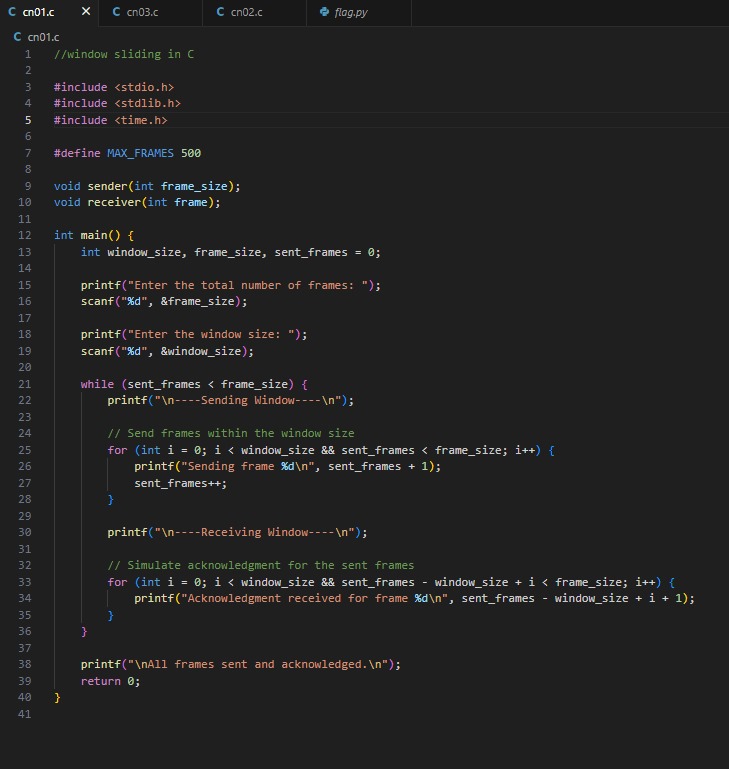 cn01.c × cn03.c cn02.c flag.py
cn01.c
1 //window sliding in C
2
3 #include <stdio.h>
4 #include <stdlib.h>
5 #include <time.h>
6
7 #define MAX_FRAMES 500
8
9 void sender(int frame_size);
10 void receiver(int frame);
11
12 int main() {
13     int window_size, frame_size, sent_frames = 0;
14
15     printf("Enter the total number of frames: ");
16     scanf("%d", &frame_size);
17
18     printf("Enter the window size: ");
19     scanf("%d", &window_size);
20
21     while (sent_frames < frame_size) {
22         printf("\n----Sending Window----\n");
23
24         // Send frames within the window size
25         for (int i = 0; i < window_size && sent_frames < frame_size; i++) {
26             printf("Sending frame %d\n", sent_frames + 1);
27             sent_frames++;
28         }
29
30         printf("\n----Receiving Window----\n");
31
32         // Simulate acknowledgment for the sent frames
33         for (int i = 0; i < window_size && sent_frames - window_size + i < frame_size; i++) {
34             printf("Acknowledgment received for frame %d\n", sent_frames - window_size + i + 1);
35         }
36     }
37
38     printf("\nAll frames sent and acknowledged.\n");
39     return 0;
40 }
41